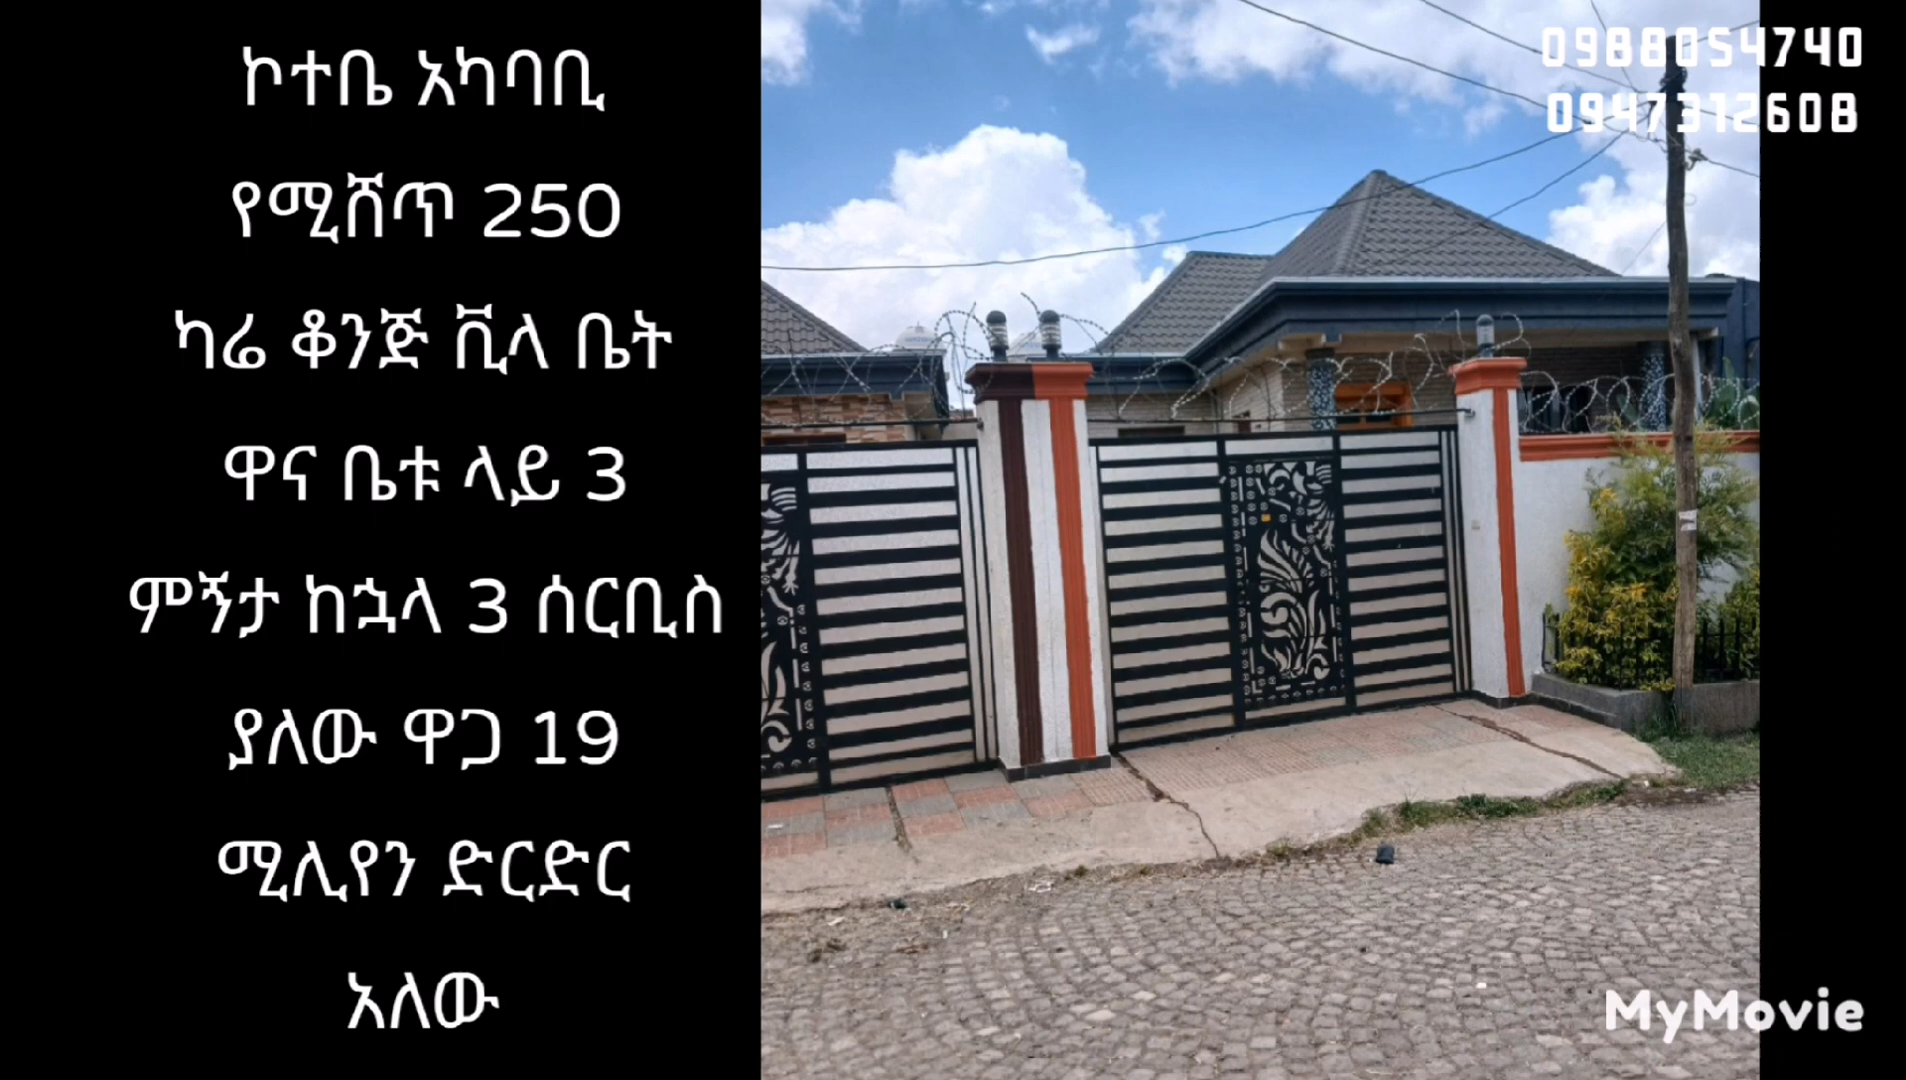 ኮተቤ አካባቢ
የሚሸጥ 250
ካሬ ቆንጅ ቪላ ቤት
ዋና ቤቱ ላይ 3
ምኝታ ከኋላ 3 ሰርቢስ
ያለው ዋጋ 19
ሚሊየን ድርድር
አለው
0988054740
0947312608
MyMovie